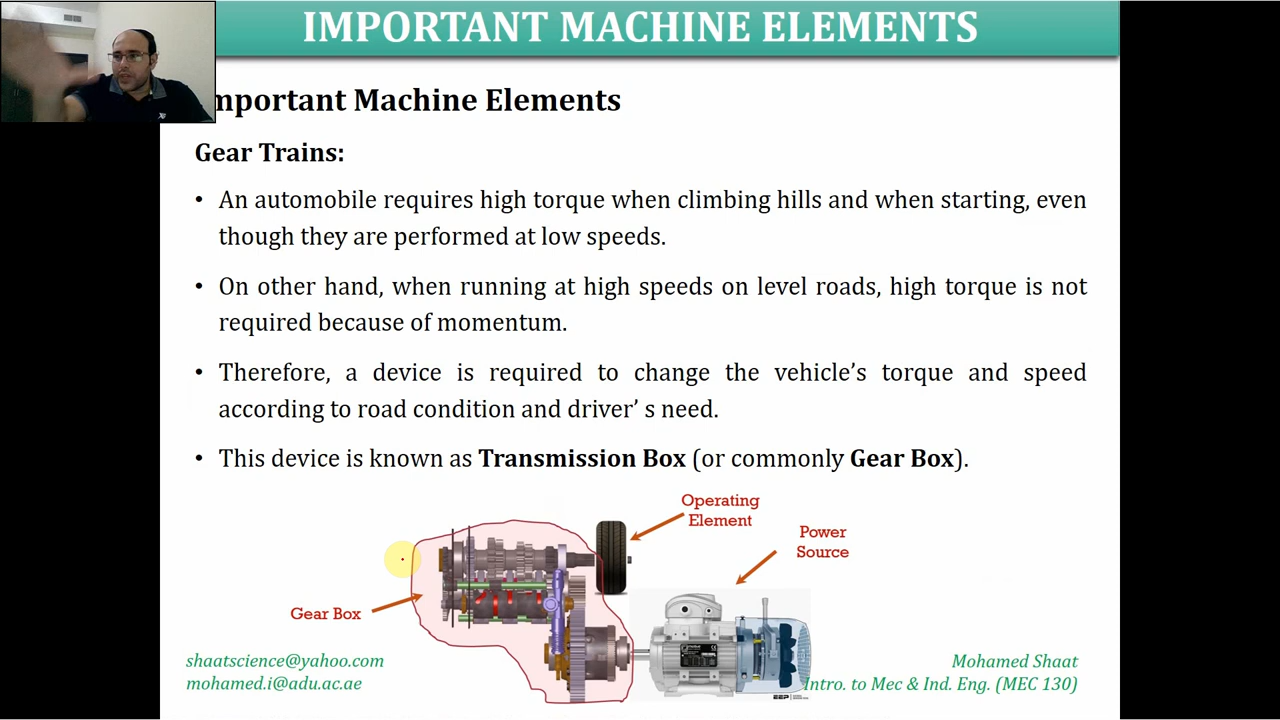 IMPORTANT MACHINE ELEMENTS
mportant Machine Elements
Gear Trains:
• An automobile requires high torque when climbing hills and when starting, even
though they are performed at low speeds.
• On other hand, when running at high speeds on level roads, high torque is not
required because of momentum.
• Therefore, a device is required to change the vehicle’s torque and speed
according to road condition and driver’ s need.
• This device is known as Transmission Box (or commonly Gear Box).
Operating
Element
Power
Source
Gear Box
shaatscience@yahoo.com
mohamed.i@adu.ac.ae
Mohamed Shaat
Intro. to Mec & Ind. Eng. (MEC 130)
EEP